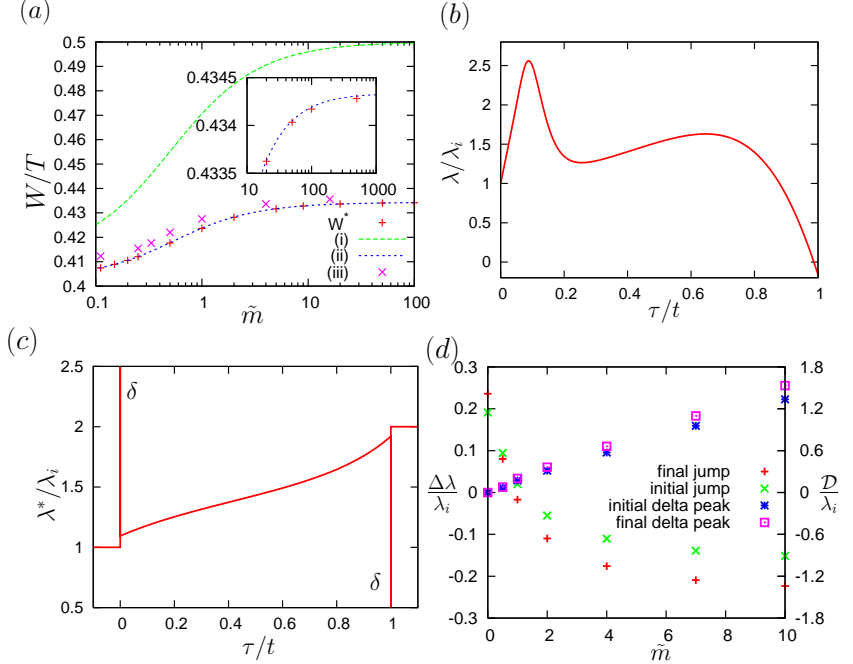 (a)
0.5
0.49
0.48
0.47
0.46
0.45
0.44
0.43
0.42
0.41
0.4
W/T
0.1
1
10
100
m̃
0.4345
0.434
0.4335
10
100
1000
W*
(i)
(ii)
(iii)
(b)
2.5
2
1.5
1
0.5
0
λ/λi
0
0.2
0.4
0.6
0.8
1
τ/t
(c)
2.5
2
1.5
1
0.5
λ*/λi
δ
δ
0
0.2
0.4
0.6
0.8
1
τ/t
(d)
0.3
0.2
0.1
0
-0.1
-0.2
-0.3
Δλ
λi
final jump
initial jump
initial delta peak
final delta peak
1.8
1.2
0.6
0
-0.6
-1.2
-1.8
D
λi
0
2
4
6
8
10
m̃